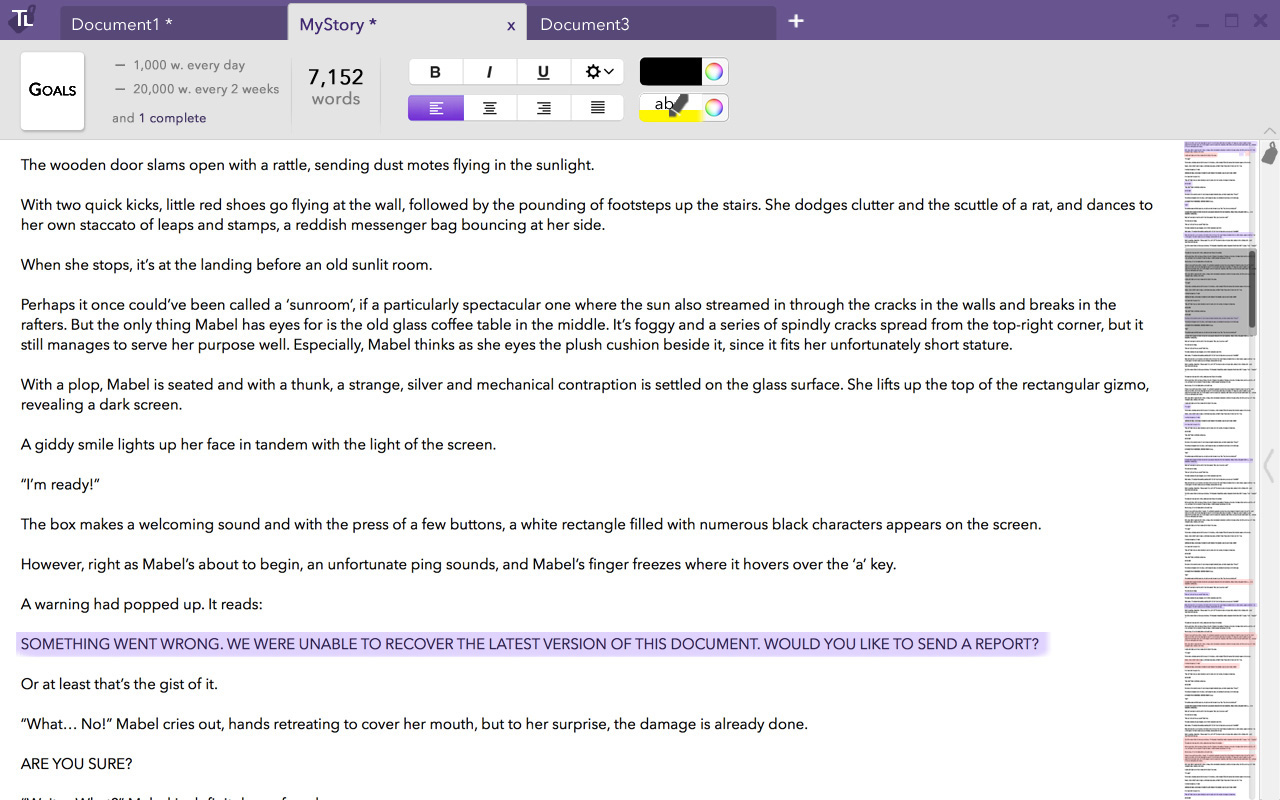 TL
Document1 *
MyStory *
x
Document3
+
?
GOALS
— 1,000 w. every day
— 20,000 w. every 2 weeks
and 1 complete
7,152
words
B
I
U
ab
The wooden door slams open with a rattle, sending dust motes flying in the sunlight.
With two quick kicks, little red shoes go flying at the wall, followed by the pounding of footsteps up the stairs. She dodges clutter and the scuttle of a rat, and dances to
her own staccato of leaps and stamps, a reddish messenger bag bouncing at her side.
When she stops, it’s at the landing before an old sunlit room.
Perhaps it once could’ve been called a ‘sunroom’, if a particularly spacious one where the sun also streamed in through the cracks in the walls and breaks in the
rafters. But the only thing Mabel has eyes for is the old glass coffee table in the middle. It’s foggy and a series of spindly cracks spread from the top-right corner, but it
still manages to serve her purpose well. Especially, Mabel thinks as she pats the plush cushion beside it, since it fits her unfortunately short stature.
With a plop, Mabel is seated and with a thunk, a strange, silver and mechanical contraption is settled on the glass surface. She lifts up the top of the rectangular gizmo,
revealing a dark screen.
A giddy smile lights up her face in tandem with the light of the screen.
“I’m ready!”
The box makes a welcoming sound and with the press of a few buttons, a white rectangle filled with numerous black characters appears on the screen.
However, right as Mabel’s about to begin, an unfortunate ping sounds, and Mabel’s finger freezes where it hovers over the ‘a’ key.
A warning had popped up. It reads:
SOMETHING WENT WRONG. WE WERE UNABLE TO RECOVER THE LATEST VERSION OF THIS DOCUMENT. WOULD YOU LIKE TO SEND A REPORT?
Or at least that’s the gist of it.
“What… No!” Mabel cries out, hands retreating to cover her mouth, but to her surprise, the damage is already done.
ARE YOU SURE?